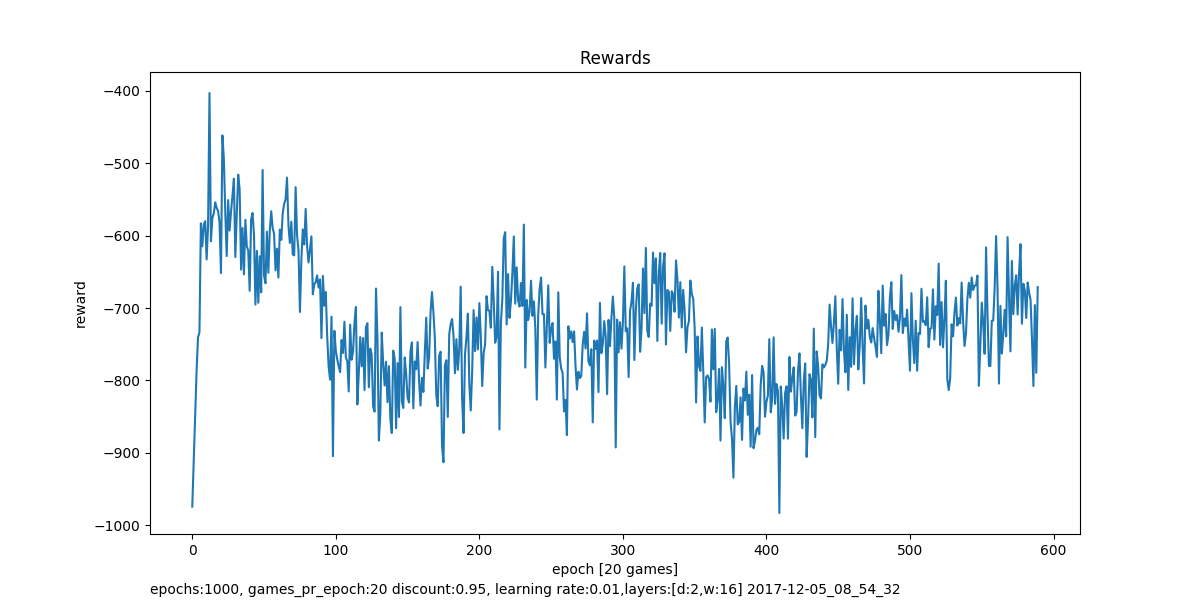 Rewards
−400
−500
−600
−700
−800
−900
−1000
reward
0 100 200 300 400 500 600
epoch [20 games]
epochs:1000, games_pr_epoch:20 discount:0.95, learning rate:0.01,layers:[d:2,w:16] 2017-12-05_08_54_32